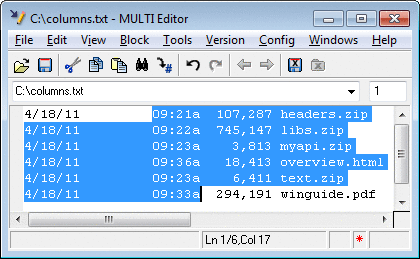 C:\columns.txt - MULTI Editor
File Edit View Block Tools Version Config Windows Help
C:\columns.txt 1
4/18/11 09:21a 107,287 headers.zip
4/18/11 09:22a 745,147 libs.zip
4/18/11 09:23a 3,813 myapi.zip
4/18/11 09:36a 18,413 overview.html
4/18/11 09:23a 6,411 text.zip
4/18/11 09:33a 294,191 winguide.pdf
Ln 1/6,Col 17